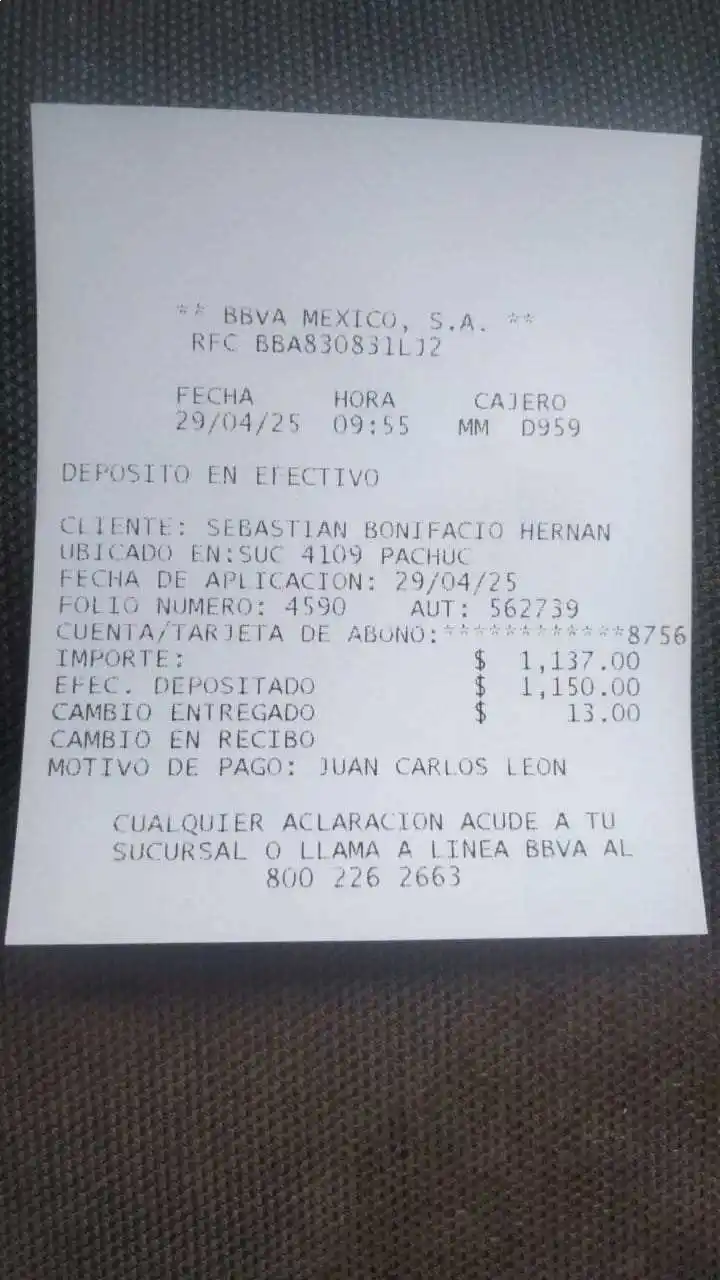 ** BBVA MEXICO, S.A. **
RFC BBA830831LJ2
FECHA HORA CAJERO
29/04/25 09:55 MM D959
DEPOSITO EN EFECTIVO
CLIENTE: SEBASTIAN BONIFACIO HERNAN
UBICADO EN:SUC 4109 PACHUC
FECHA DE APLICACION: 29/04/25
FOLIO NUMERO: 4590 AUT: 562739
CUENTA/TARJETA DE ABONO:************8756
IMPORTE: $ 1,137.00
EFEC. DEPOSITADO $ 1,150.00
CAMBIO ENTREGADO $ 13.00
CAMBIO EN RECIBO
MOTIVO DE PAGO: JUAN CARLOS LEON
CUALQUIER ACLARACION ACUDE A TU
SUCURSAL O LLAMA A LINEA BBVA AL
800 226 2663